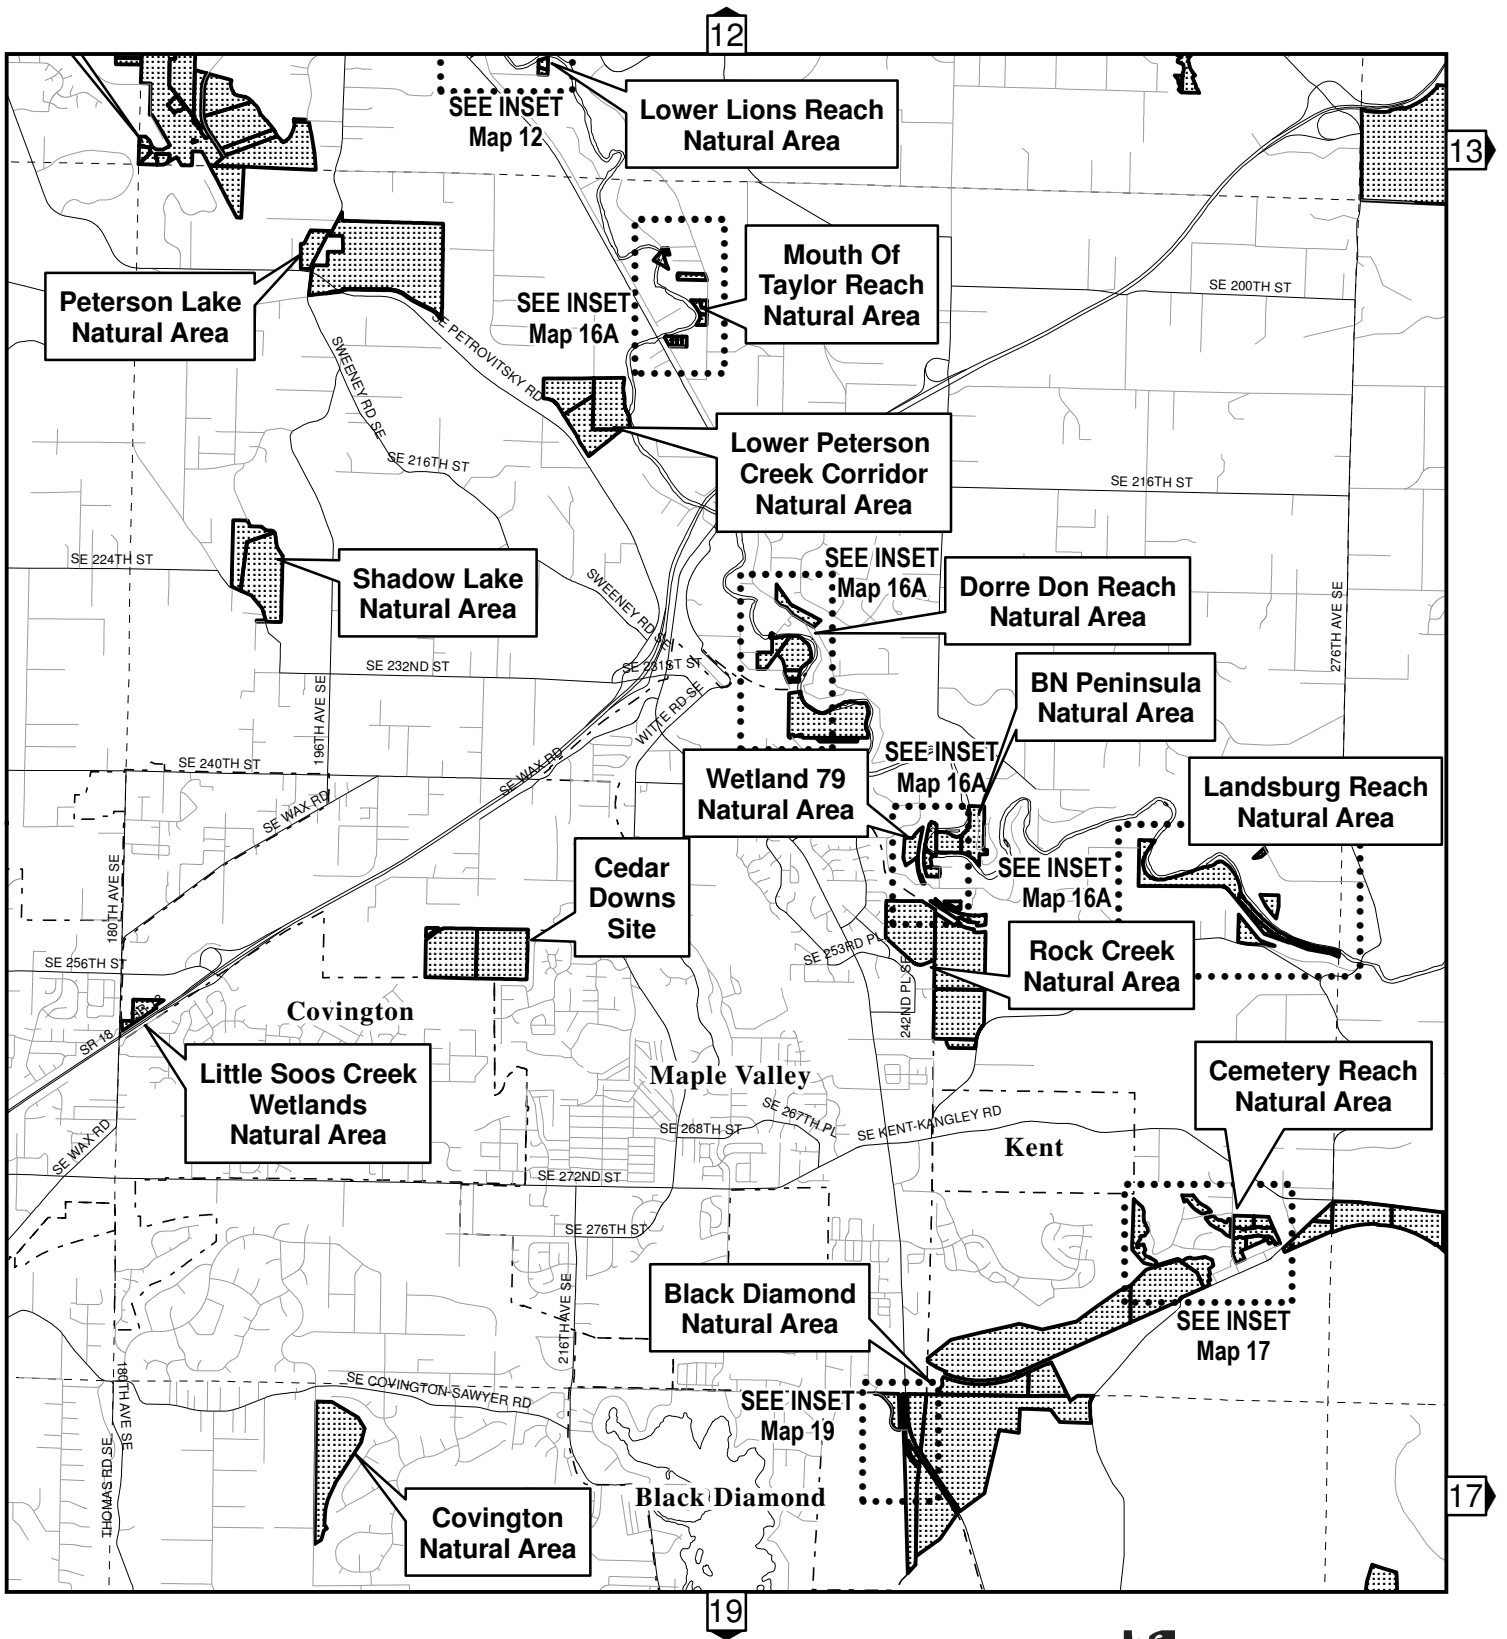 12
SEE INSET
Map 12
Lower Lions Reach
Natural Area
13
Mouth Of
Taylor Reach
Natural Area
SE 200TH ST
Peterson Lake
Natural Area
SEE INSET
Map 16A
SE PETROVITSKY RD
SWEENEY RD SE
Lower Peterson
Creek Corridor
Natural Area
SE 216TH ST
SE 216TH ST
SE 224TH ST
Shadow Lake
Natural Area
SEE INSET
Map 16A
Dorre Don Reach
Natural Area
SWEENEY RD SE
276TH AVE SE
SE 232ND ST
SE 231ST ST
196TH AVE SE
WITTE RD SE
BN Peninsula
Natural Area
SE 240TH ST
SE WAX RD
SE WAX RD
Wetland 79
Natural Area
SEE INSET
Map 16A
Landsburg Reach
Natural Area
180TH AVE SE
Cedar
Downs
Site
SEE INSET
Map 16A
SE 253RD PL
SE 256TH ST
Rock Creek
Natural Area
242ND PL SE
Covington
SR 18
Little Soos Creek
Wetlands
Natural Area
Maple Valley
Cemetery Reach
Natural Area
SE WAX RD
SE 267TH PL
SE 268TH ST
SE KENT-KANGLEY RD
Kent
SE 272ND ST
SE 276TH ST
216TH AVE SE
Black Diamond
Natural Area
SEE INSET
Map 17
SE COVINGTON-SAWYER RD
180TH AVE SE
SEE INSET
Map 19
THOMAS RD SE
Black Diamond
17
Covington
Natural Area
19